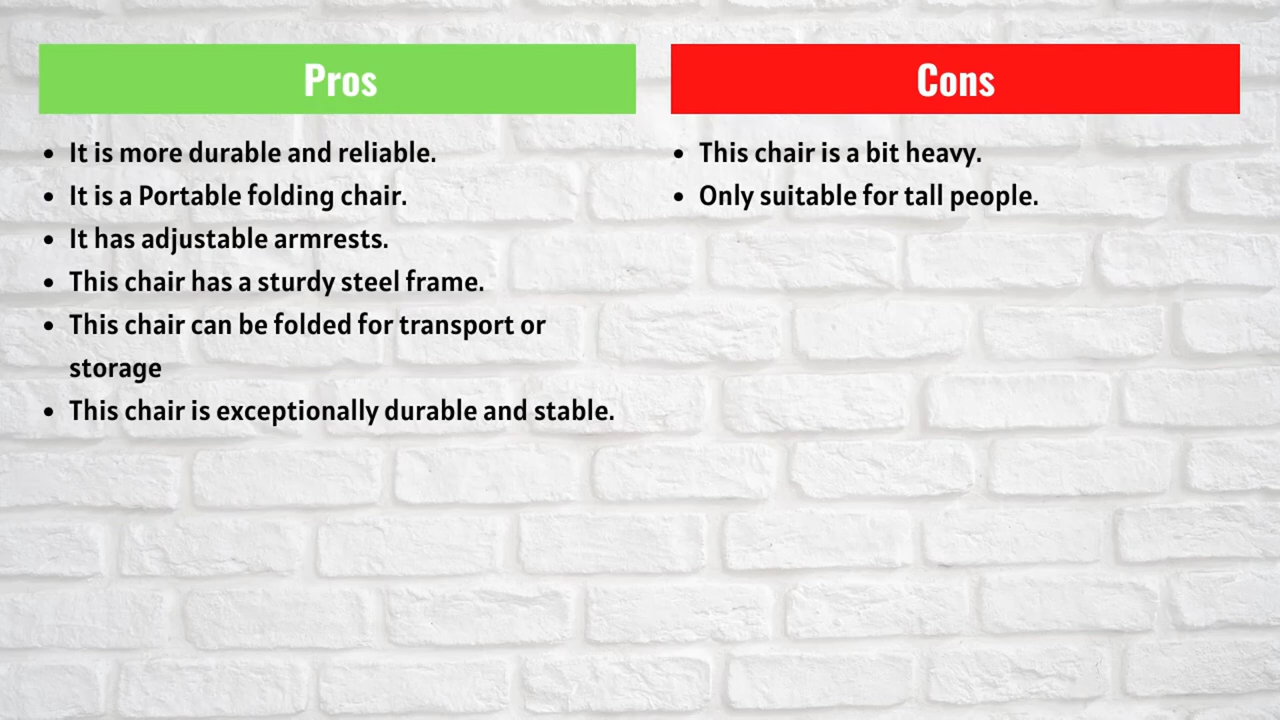 Pros
It is more durable and reliable.
It is a Portable folding chair.
It has adjustable armrests.
This chair has a sturdy steel frame.
This chair can be folded for transport or
storage
This chair is exceptionally durable and stable.
Cons
This chair is a bit heavy.
Only suitable for tall people.